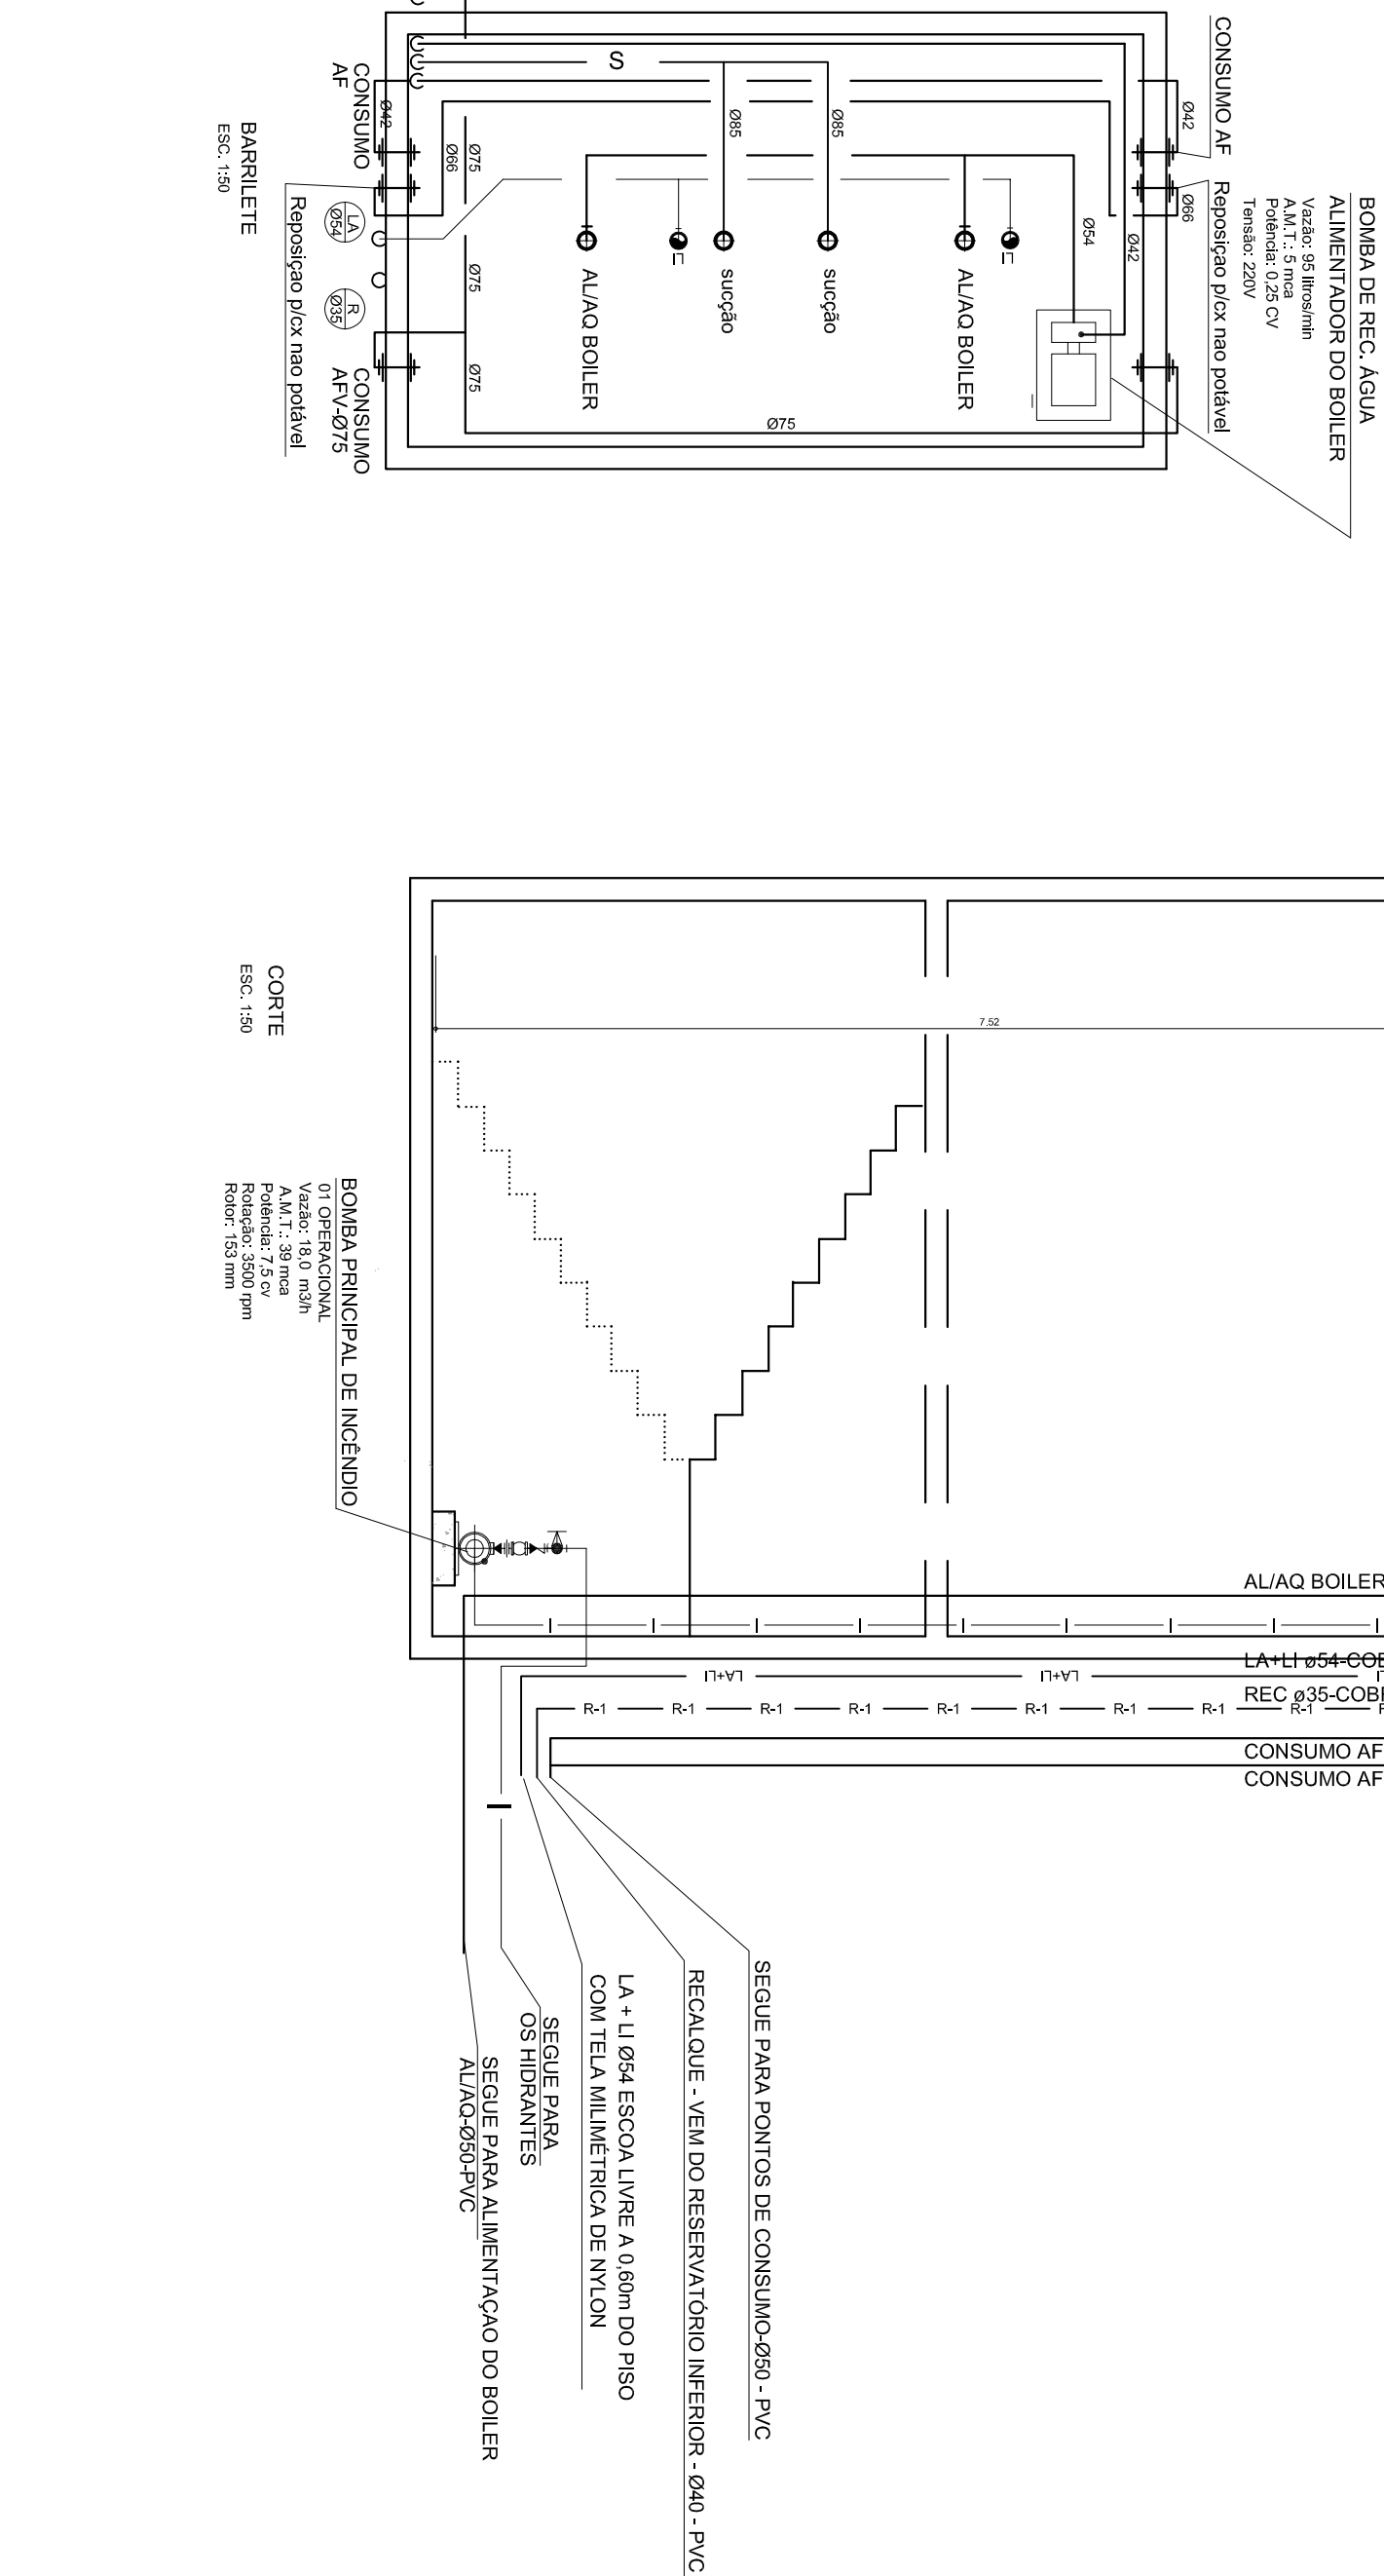 BOMBA DE REC. ÁGUA
ALIMENTADOR DO BOILER
Vazão: 95 litros/min
A.M.T.: 5 mca
Potência: 0,25 CV
Tensão: 220V
CONSUMO AF
Reposiçao p/cx nao potável
Ø42
Ø66
Ø42
Ø54
Ø85
Ø85
S
AL/AQ BOILER
sucção
sucção
AL/AQ BOILER
LI
LI
Ø75
Ø75
Ø66
Ø75
Ø75
Ø42
CONSUMO
AF
LA
Ø54
R
Ø35
CONSUMO
AFV-Ø75
Reposiçao p/cx nao potável
BARRILETE
ESC. 1:50
7.52
CORTE
ESC. 1:50
BOMBA PRINCIPAL DE INCÊNDIO
01 OPERACIONAL
Vazão: 18,0 m3/h
A.M.T.: 39 mca
Potência: 7,5 cv
Rotação: 3500 rpm
Rotor: 153 mm
AL/AQ BOILER
LA+LI ø54-COB
REC ø35-COBR
CONSUMO AF
CONSUMO AF
LA+LI
LA+LI
R-1
R-1
R-1
R-1
R-1
R-1
R-1
R-1
R-1
SEGUE PARA PONTOS DE CONSUMO-Ø50 - PVC
RECALQUE - VEM DO RESERVATÓRIO INFERIOR - Ø40 - PVC
LA + LI Ø54 ESCOA LIVRE A 0,60m DO PISO
COM TELA MILIMÉTRICA DE NYLON
SEGUE PARA
OS HIDRANTES
SEGUE PARA ALIMENTAÇAO DO BOILER
AL/AQ-Ø50-PVC